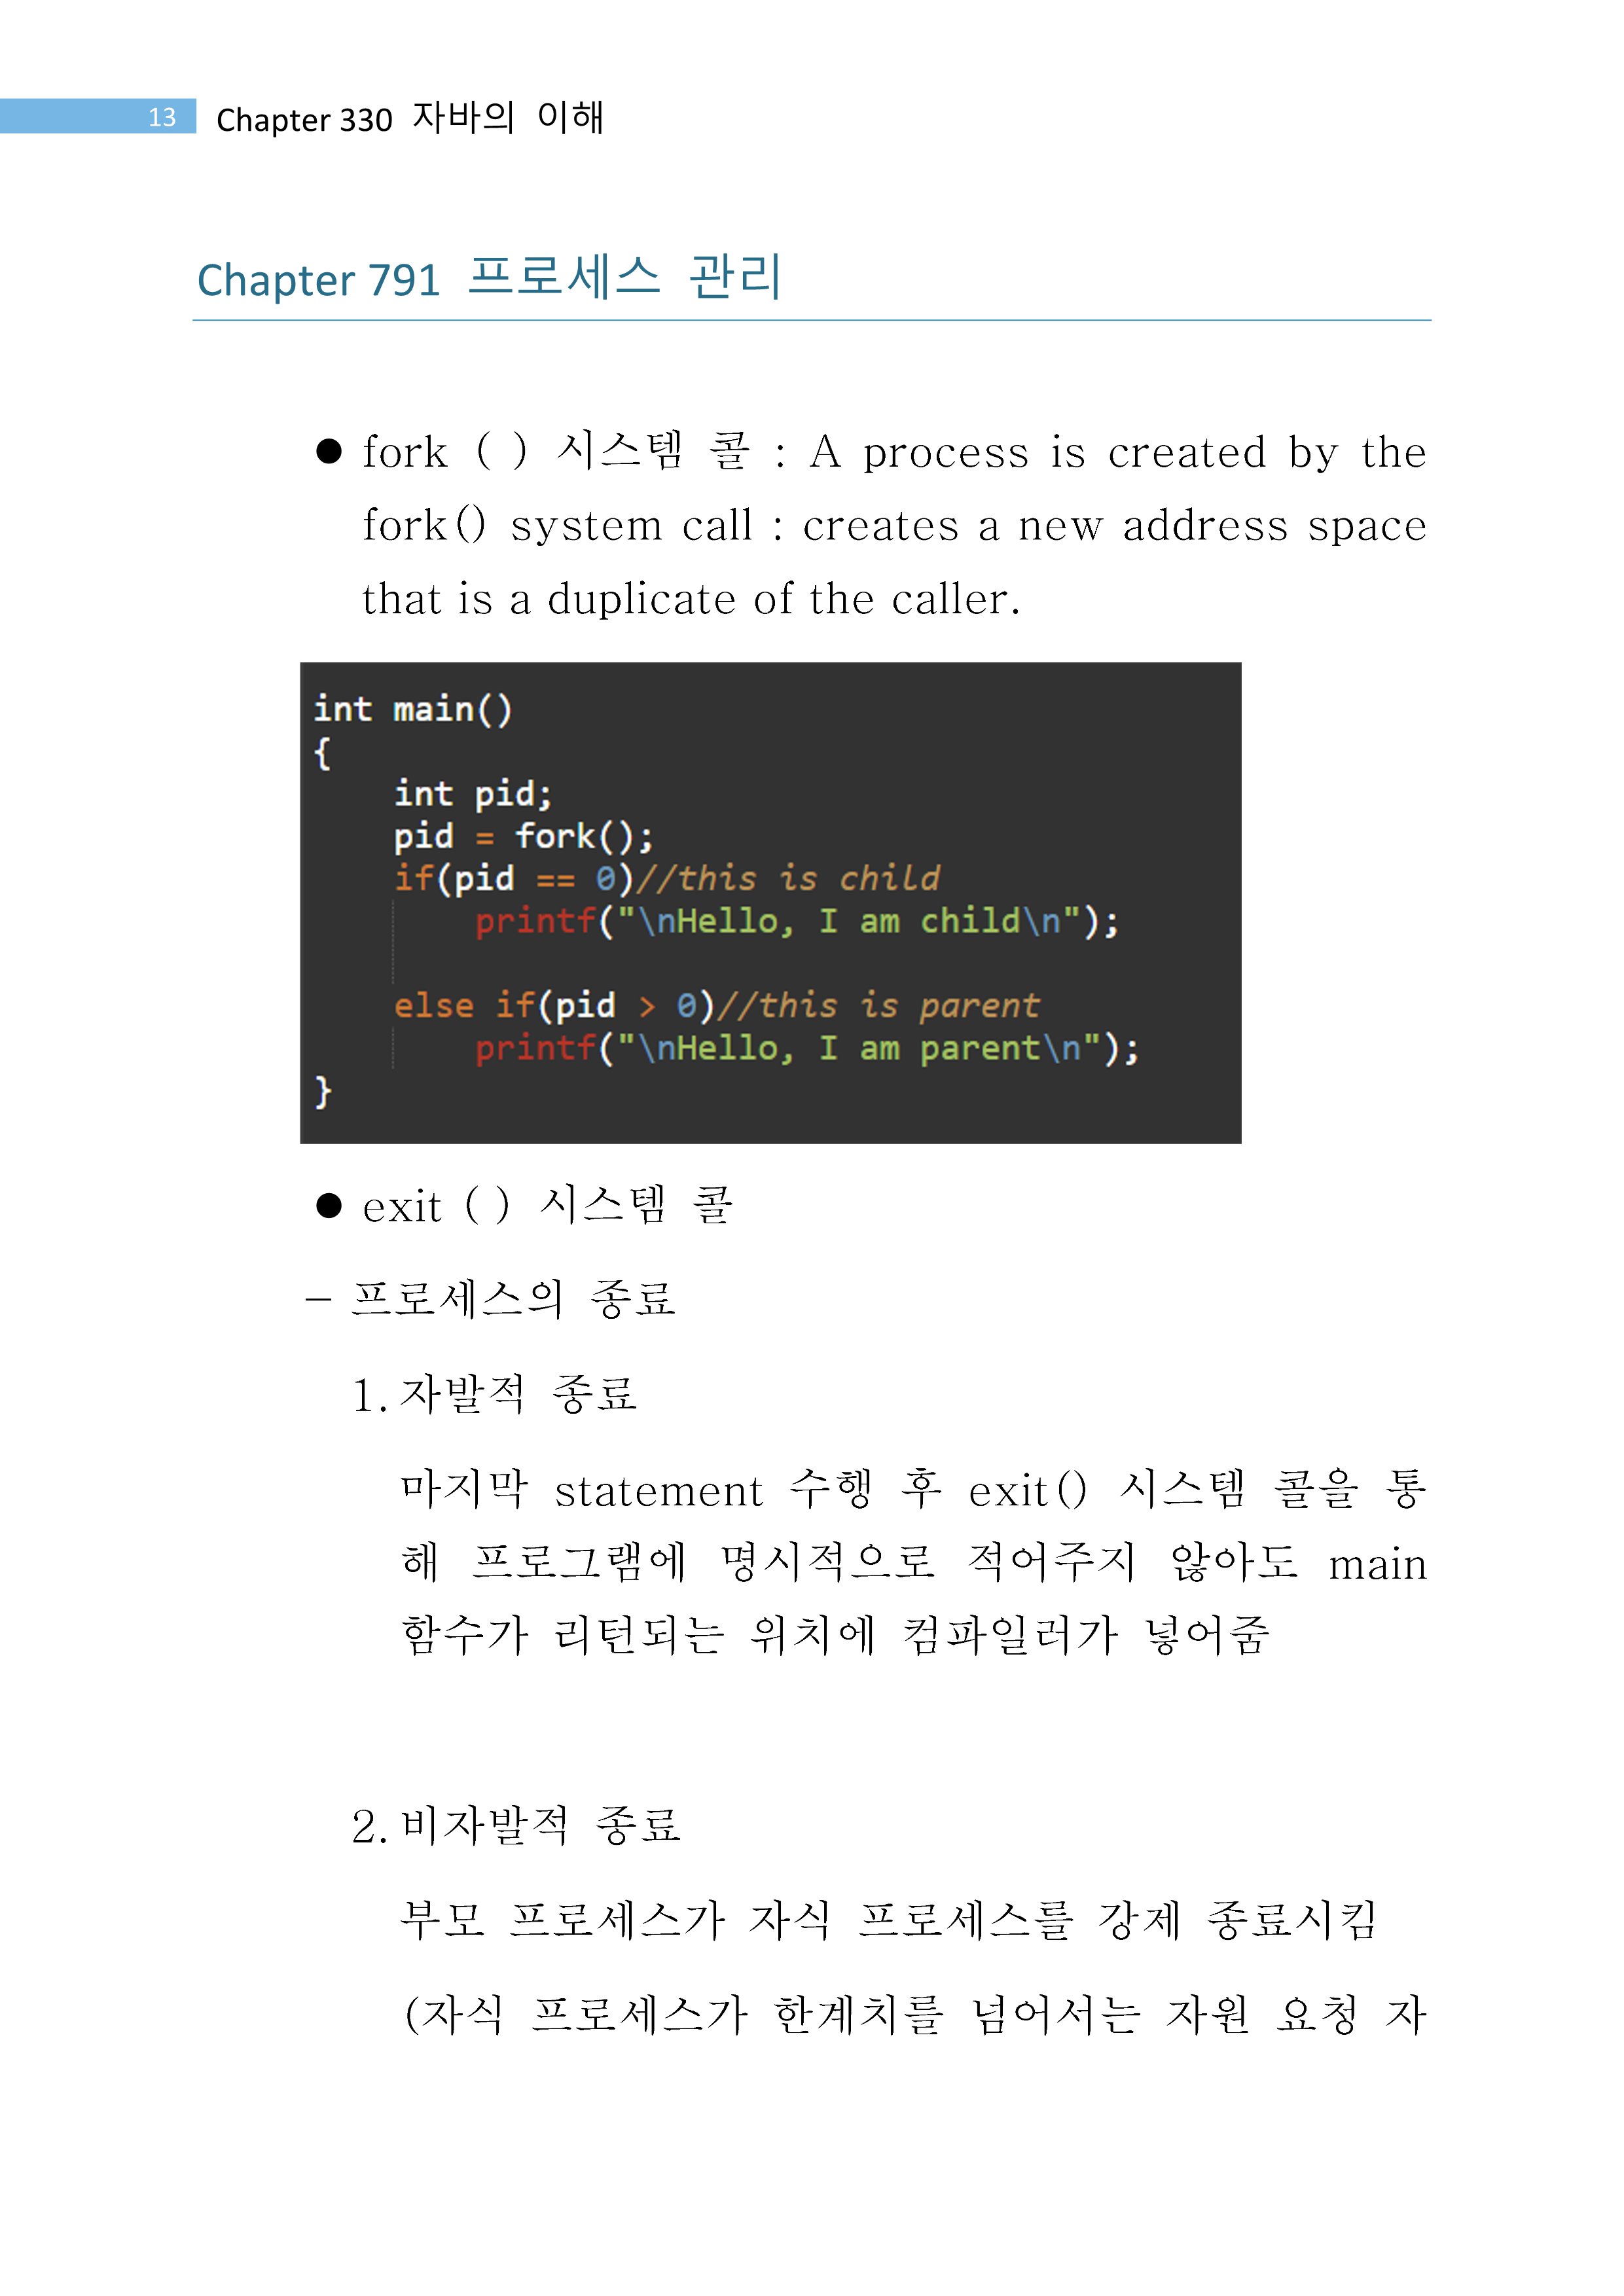 13 Chapter 330 자바의 이해
Chapter 791 프로세스 관리
● fork ( ) 시스템 콜 : A process is created by the
fork() system call : creates a new address space
that is a duplicate of the caller.
int main()
{
    int pid;
    pid = fork();
    if(pid == 0)//this is child
        printf("\nHello, I am child\n");
    else if(pid > 0)//this is parent
        printf("\nHello, I am parent\n");
}
● exit ( ) 시스템 콜
- 프로세스의 종료
1. 자발적 종료
마지막 statement 수행 후 exit() 시스템 콜을 통
해 프로그램에 명시적으로 적어주지 않아도 main
함수가 리턴되는 위치에 컴파일러가 넣어줌
2. 비자발적 종료
부모 프로세스가 자식 프로세스를 강제 종료시킴
(자식 프로세스가 한계치를 넘어서는 자원 요청 자